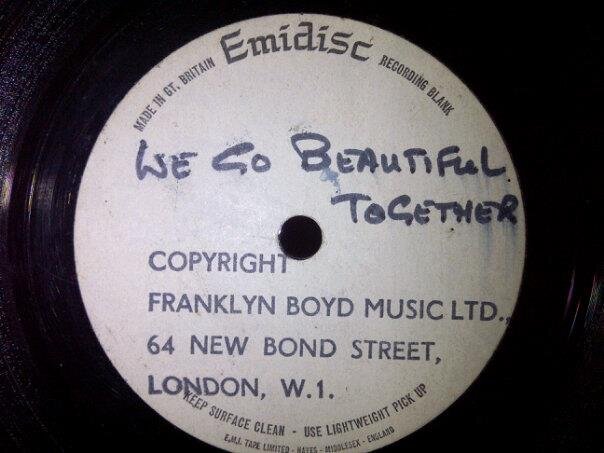 Emidisc
MADE IN GT. BRITAIN
RECORDING BLANK
WE GO BEAUTIFUL
TOGETHER
COPYRIGHT
FRANKLYN BOYD MUSIC LTD.,
64 NEW BOND STREET,
LONDON, W.1.
KEEP SURFACE CLEAN - USE LIGHTWEIGHT PICK UP
E.M.I. TAPE LIMITED - HAYES - MIDDLESEX - ENGLAND